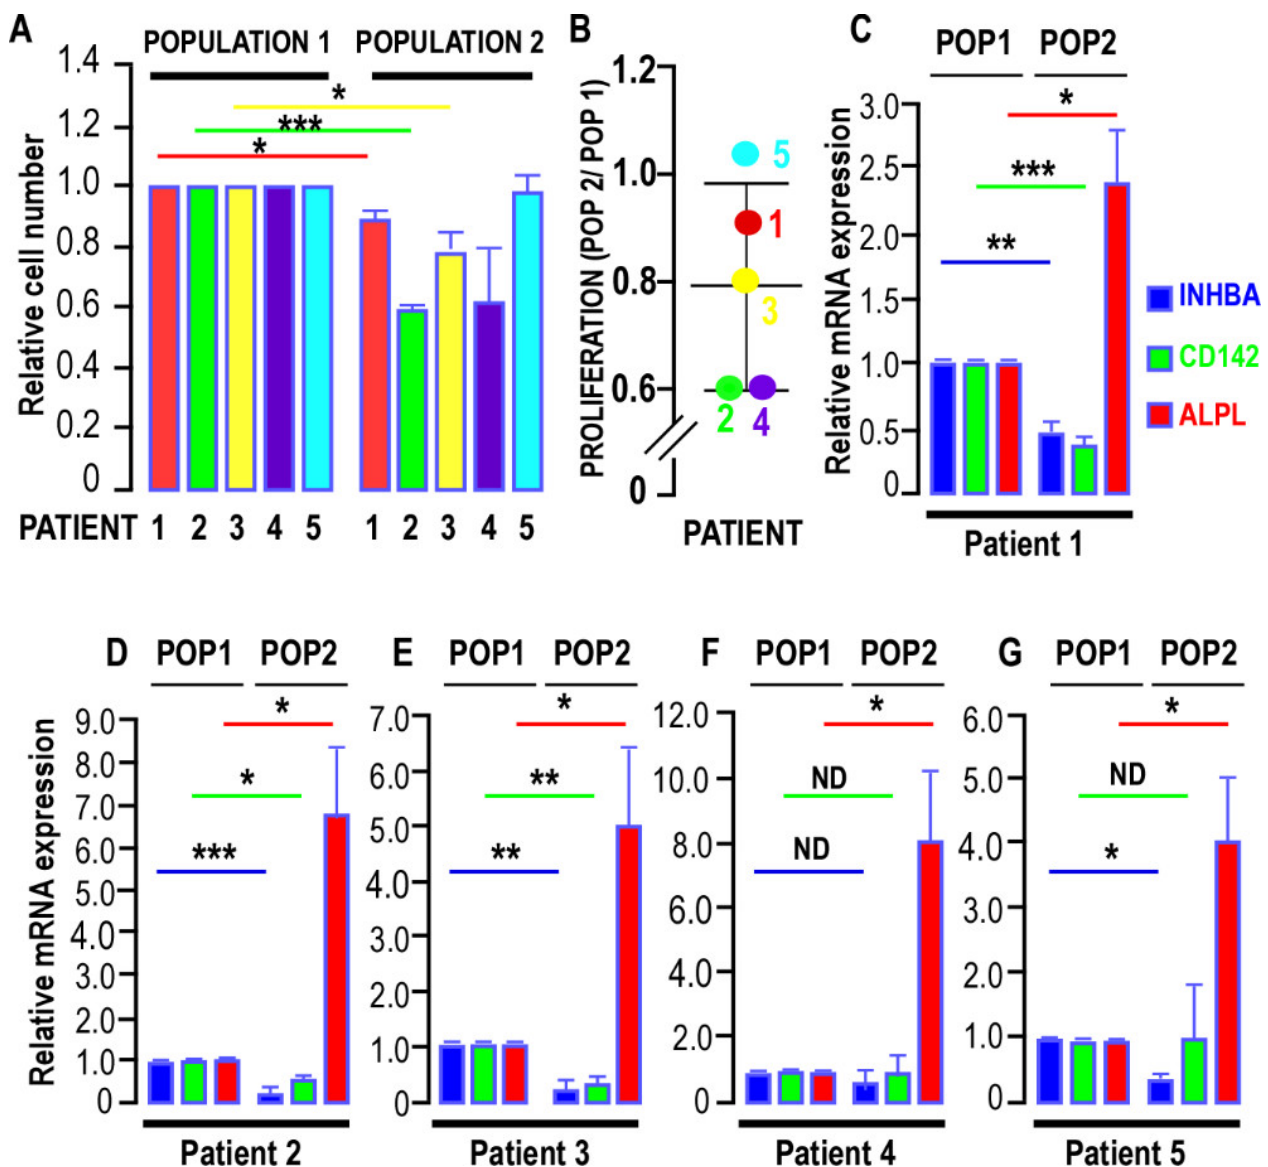 A
POPULATION 1 POPULATION 2
1.4
1.2
1.0
0.8
0.6
0.4
0.2
0
Relative cell number
*
***
*
PATIENT 1 2 3 4 5 1 2 3 4 5
B
1.2
1.0
0.8
0.6
0
PROLIFERATION (POP 2/ POP 1)
5
1
3
2
4
PATIENT
C
POP1 POP2
3.0
2.5
2.0
1.5
1.0
0.5
0
Relative mRNA expression
*
***
**
INHBA
CD142
ALPL
Patient 1
D
POP1 POP2
9.0
8.0
7.0
6.0
5.0
4.0
3.0
2.0
1.0
0
Relative mRNA expression
*
*
***
Patient 2
E
POP1 POP2
7.0
6.0
5.0
4.0
3.0
2.0
1.0
0
*
**
**
Patient 3
F
POP1 POP2
12.0
10.0
8.0
6.0
4.0
2.0
0
*
ND
ND
Patient 4
G
POP1 POP2
6.0
5.0
4.0
3.0
2.0
1.0
0
*
ND
*
Patient 5